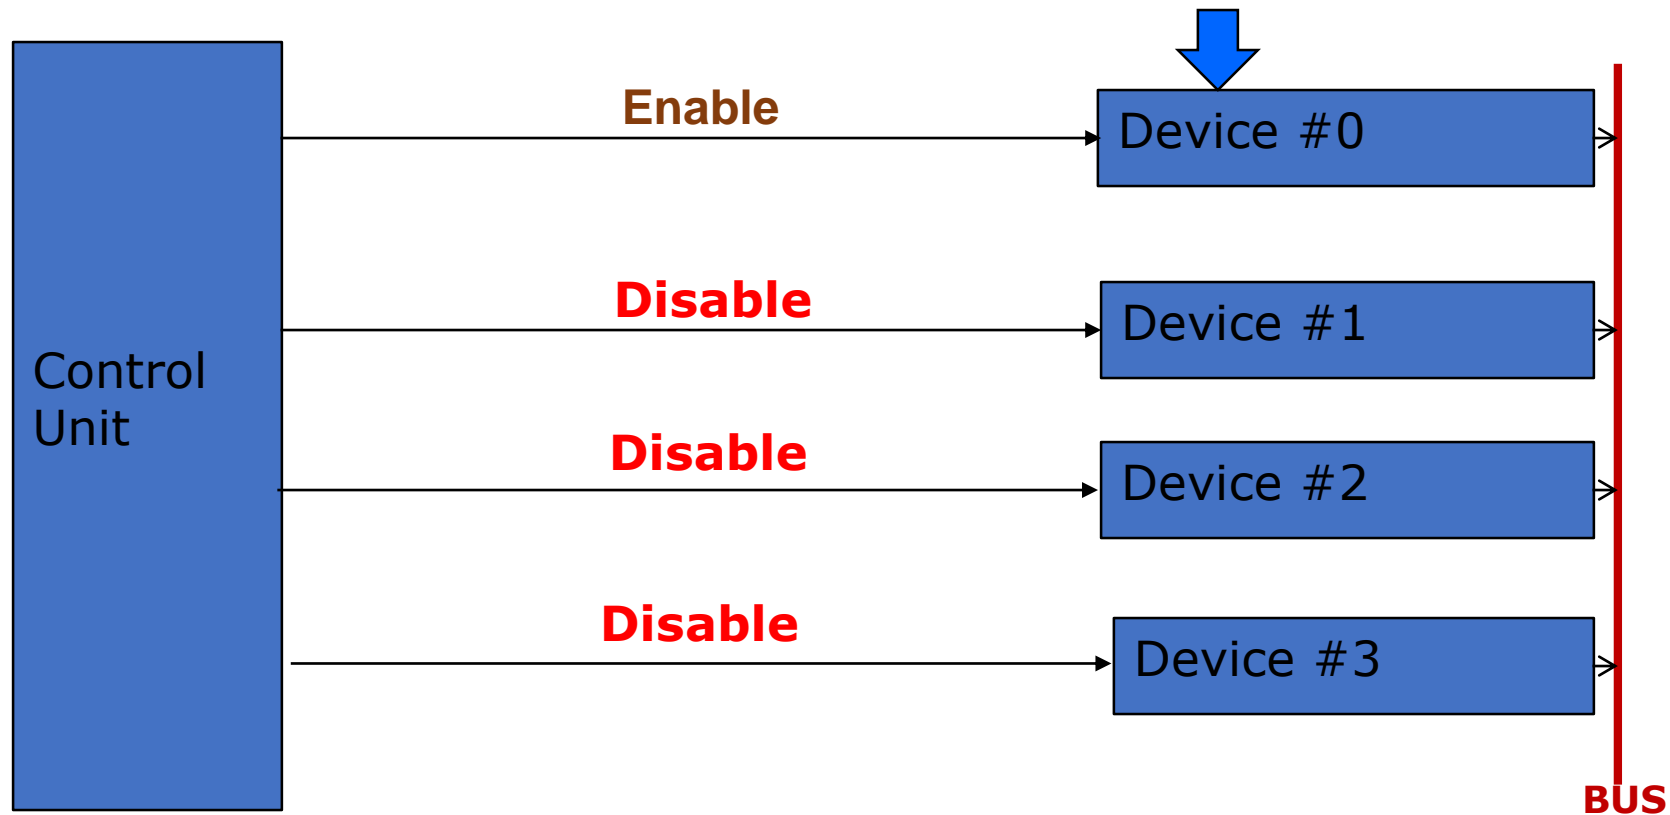 Enable
Device #0
Disable
Device #1
Control
Unit
Disable
Device #2
Disable
Device #3
BUS